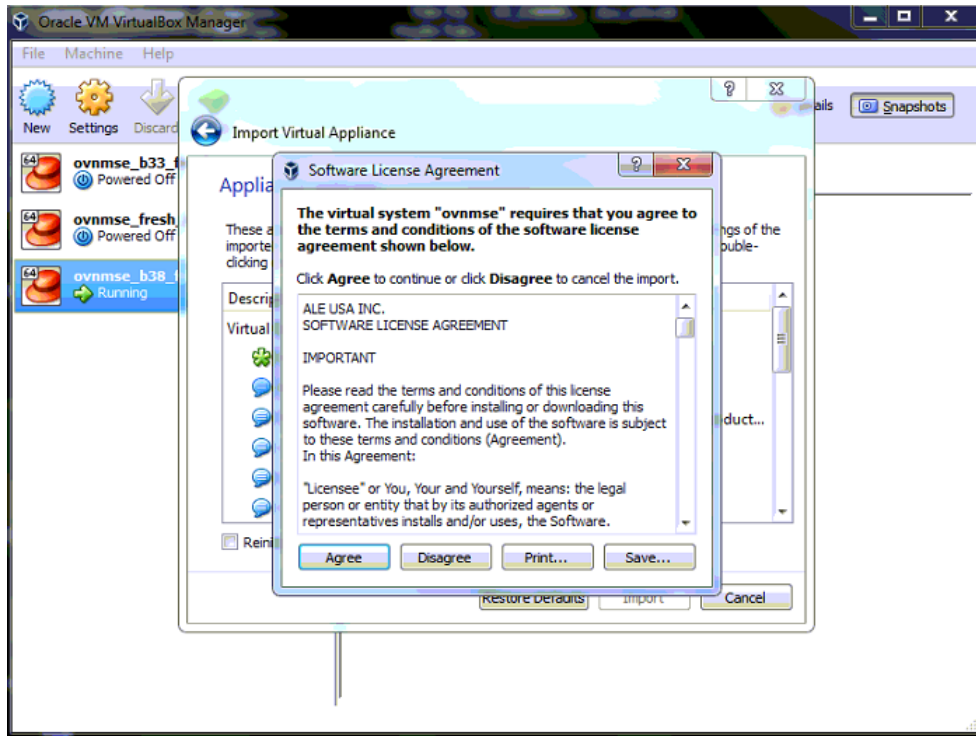 Oracle VM VirtualBox Manager
File Machine Help
New Settings Discard
Snapshots
64
ovnmse_b33_f
Powered Off
64
ovnmse_fresh
Powered Off
64
ovnmse_b38_f
Running
Import Virtual Appliance
Applia
These a
importe
clicking
ngs of the
ouble-
Descrip
Virtual
duct...
Reini
Restore Defaults Import Cancel
Software License Agreement
The virtual system "ovnmse" requires that you agree to
the terms and conditions of the software license
agreement shown below.
Click Agree to continue or click Disagree to cancel the import.
ALE USA INC.
SOFTWARE LICENSE AGREEMENT
IMPORTANT
Please read the terms and conditions of this license
agreement carefully before installing or downloading this
software. The installation and use of the software is subject
to these terms and conditions (Agreement).
In this Agreement:
"Licensee" or You, Your and Yourself, means: the legal
person or entity that by its authorized agents or
representatives installs and/or uses, the Software.
Agree Disagree Print... Save...